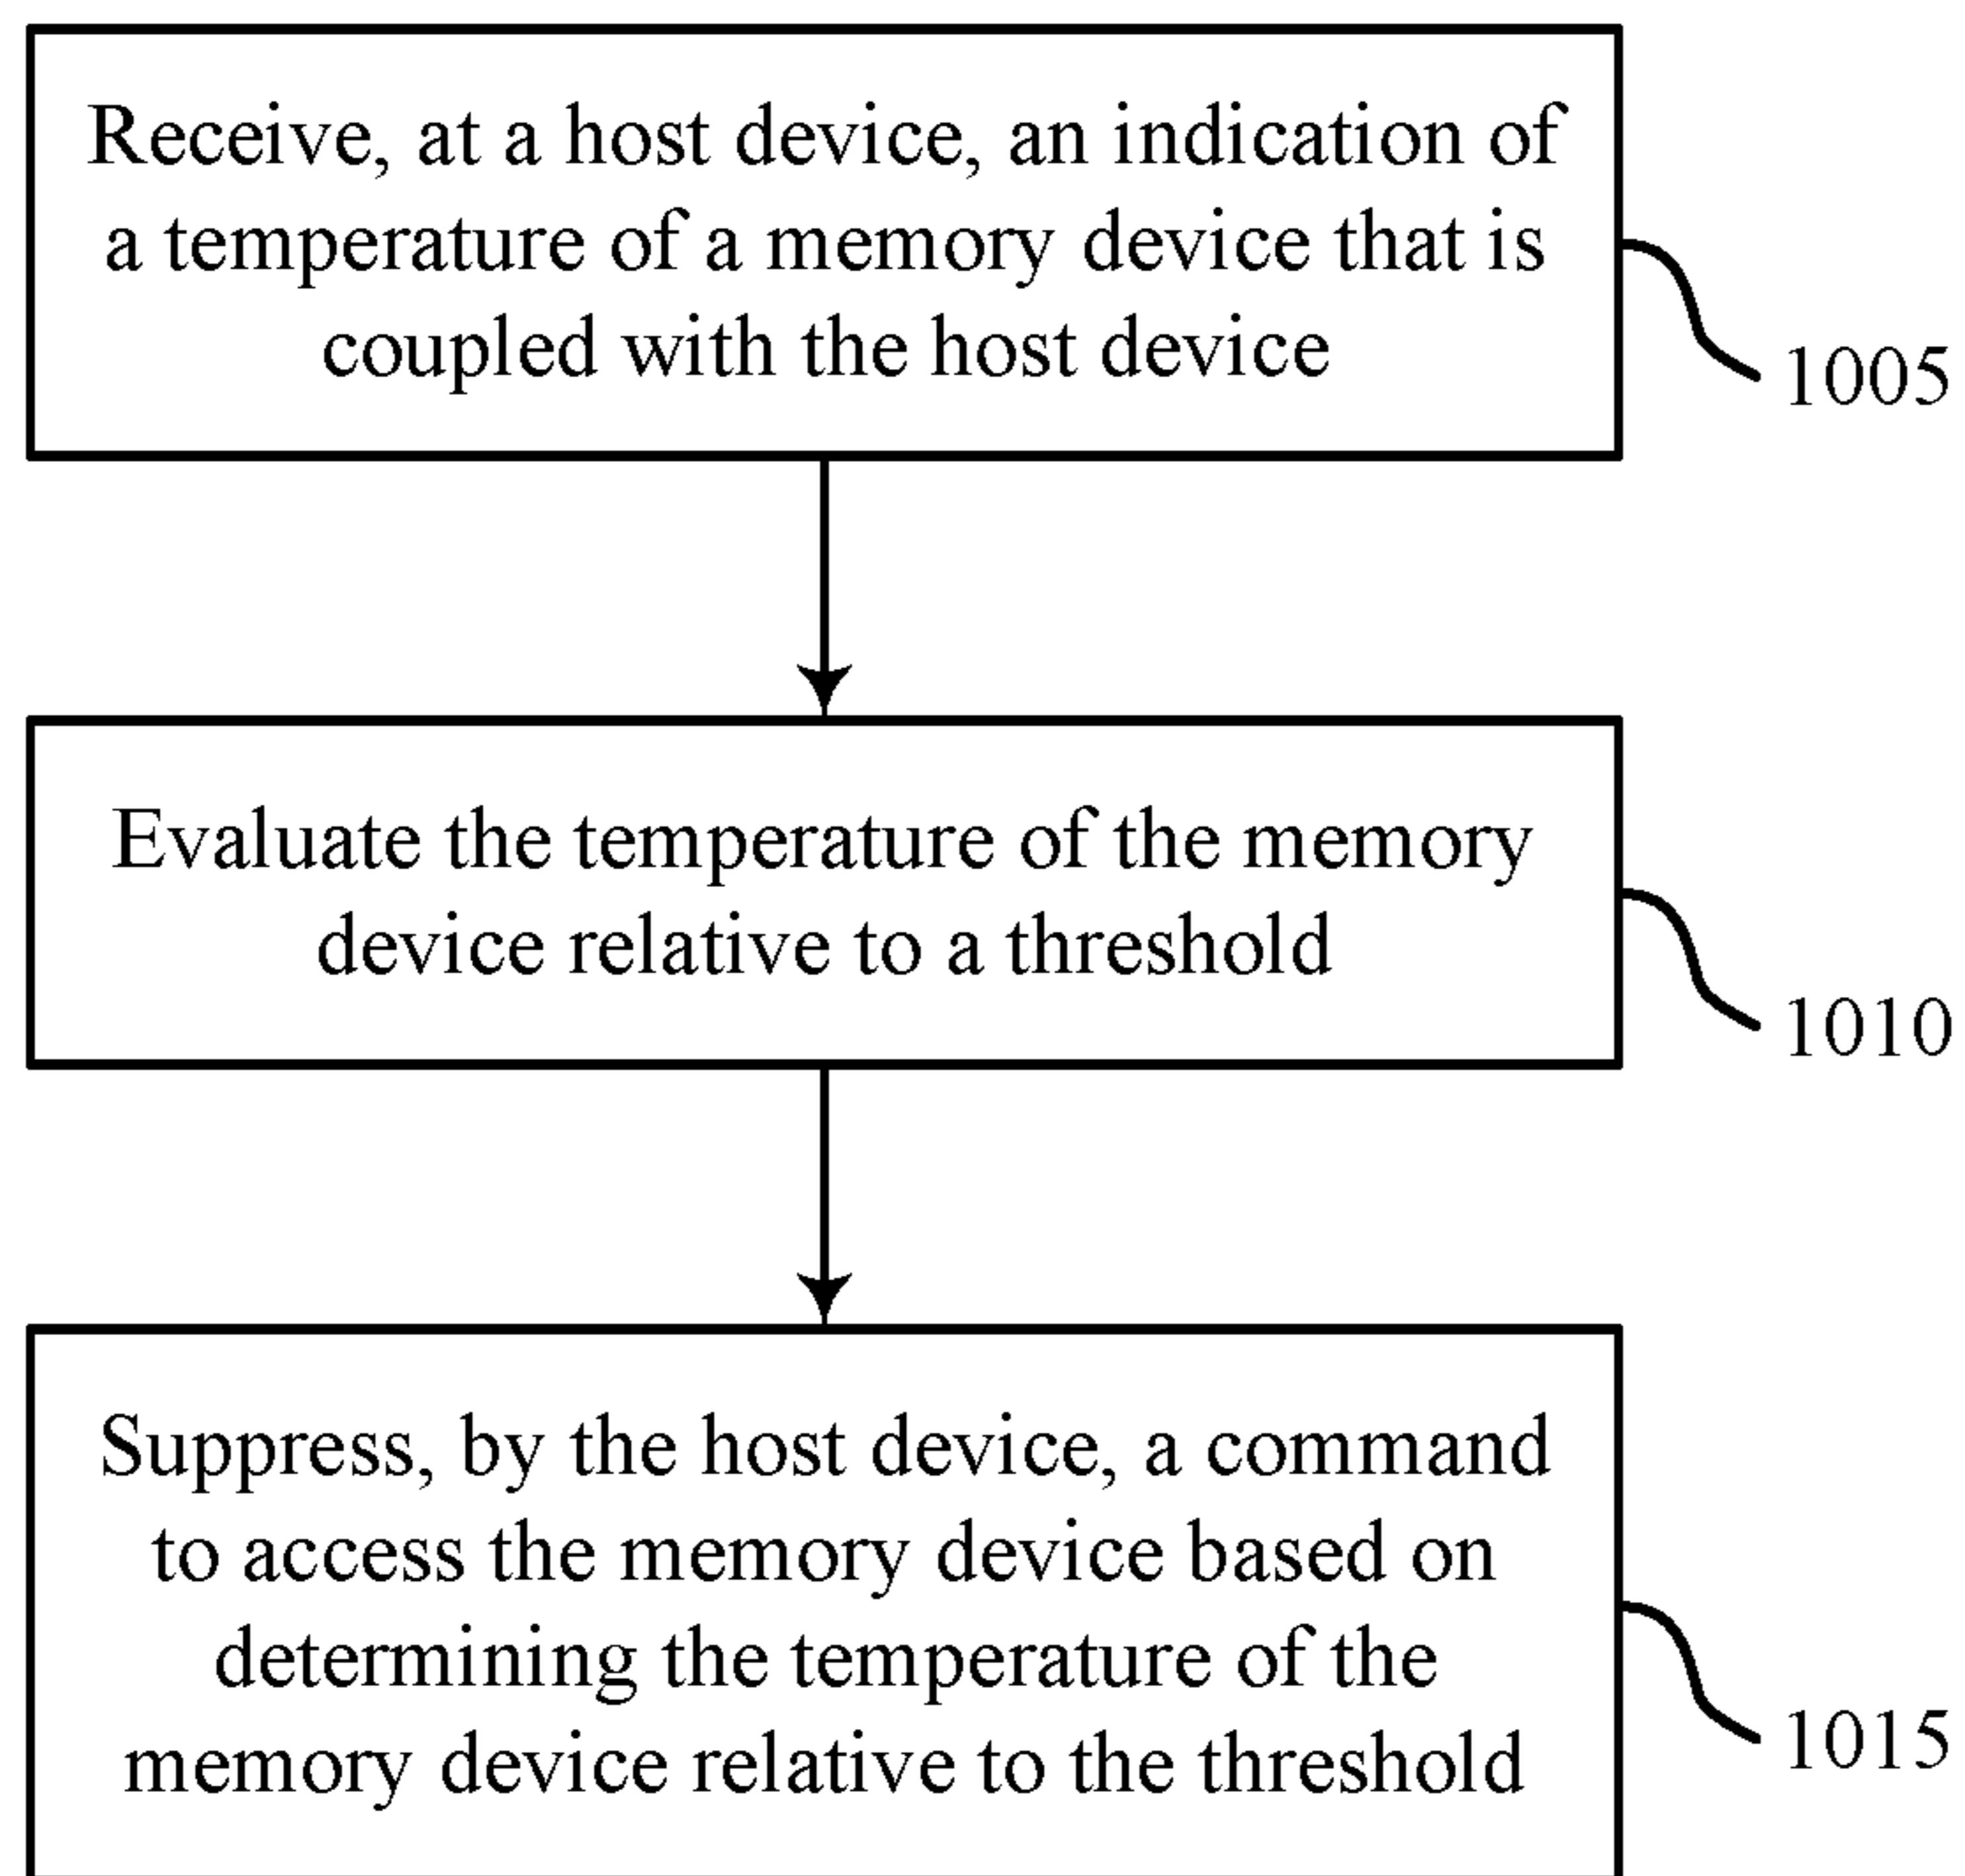 Receive, at a host device, an indication of
a temperature of a memory device that is
coupled with the host device
1005
Evaluate the temperature of the memory
device relative to a threshold
1010
Suppress, by the host device, a command
to access the memory device based on
determining the temperature of the
memory device relative to the threshold
1015